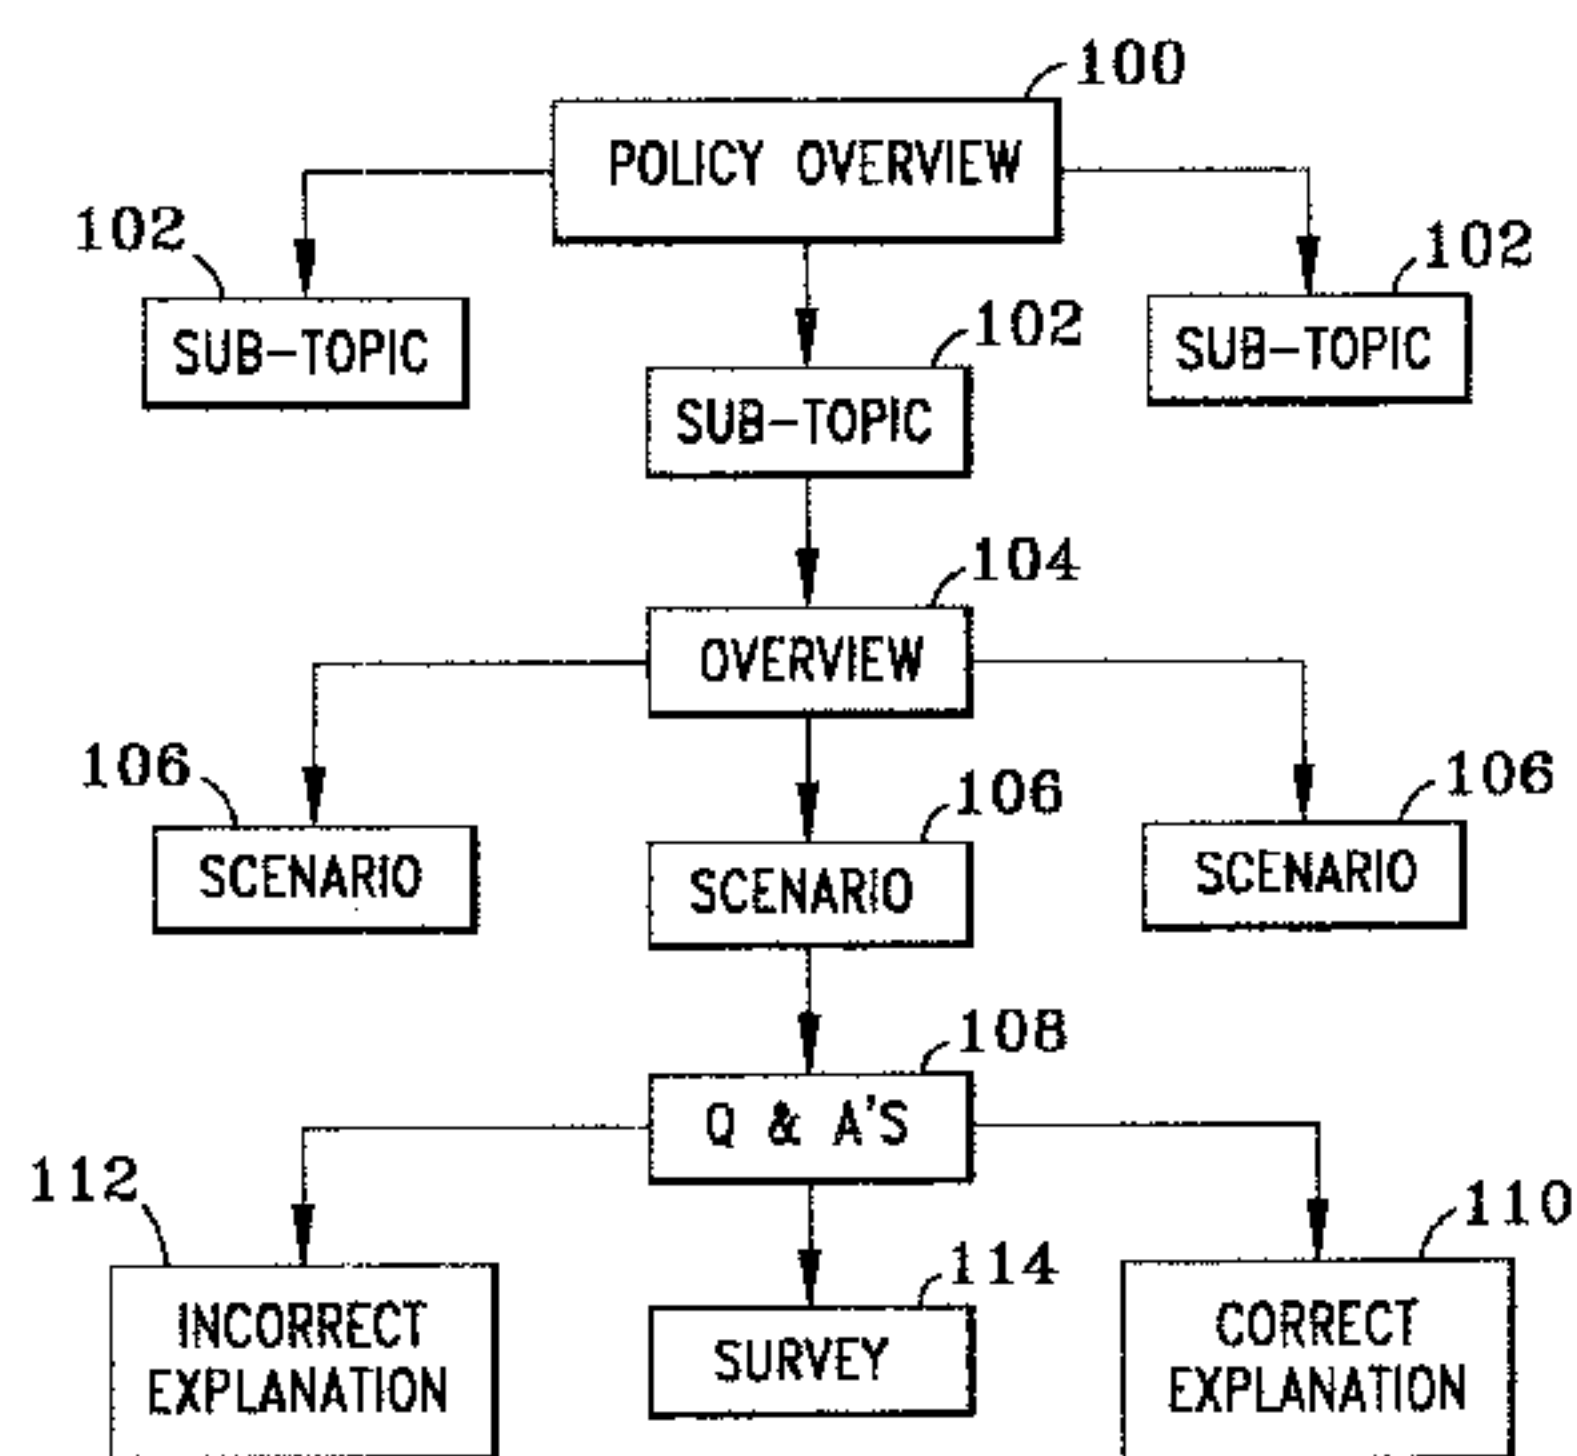 100
POLICY OVERVIEW
102
SUB-TOPIC
102
SUB-TOPIC
102
SUB-TOPIC
104
OVERVIEW
106
SCENARIO
106
SCENARIO
106
SCENARIO
108
Q & A'S
112
INCORRECT
EXPLANATION
114
SURVEY
110
CORRECT
EXPLANATION